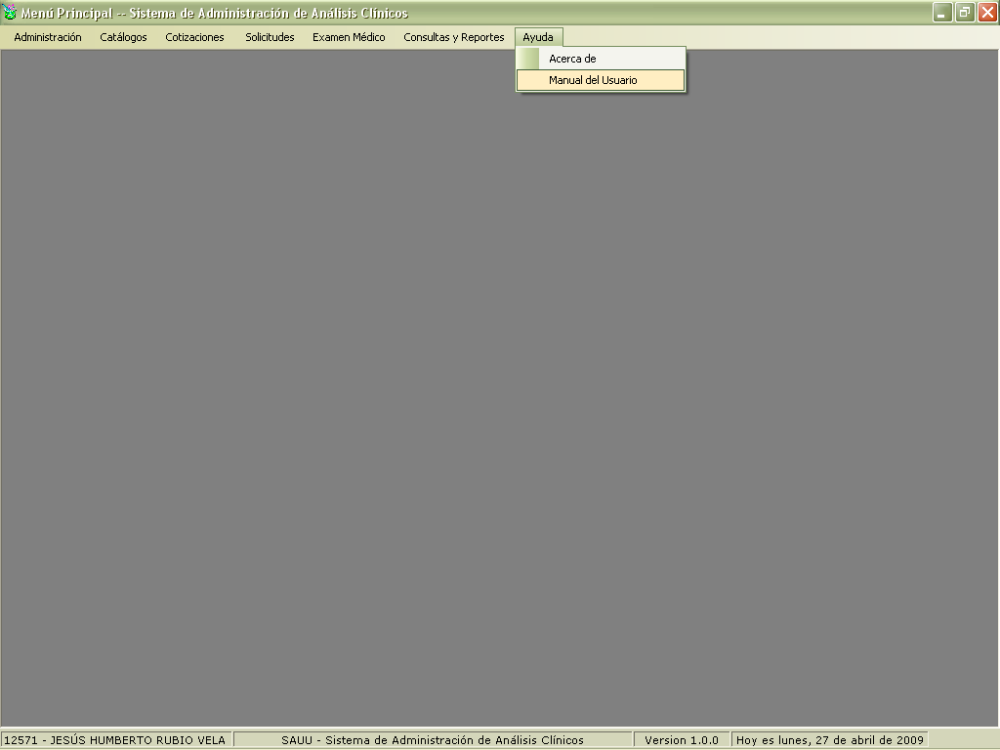 Menú Principal -- Sistema de Administración de Análisis Clínicos
Administración Catálogos Cotizaciones Solicitudes Examen Médico Consultas y Reportes Ayuda
Acerca de
Manual del Usuario
12571 - JESÚS HUMBERTO RUBIO VELA SAUU - Sistema de Administración de Análisis Clínicos Version 1.0.0 Hoy es lunes, 27 de abril de 2009